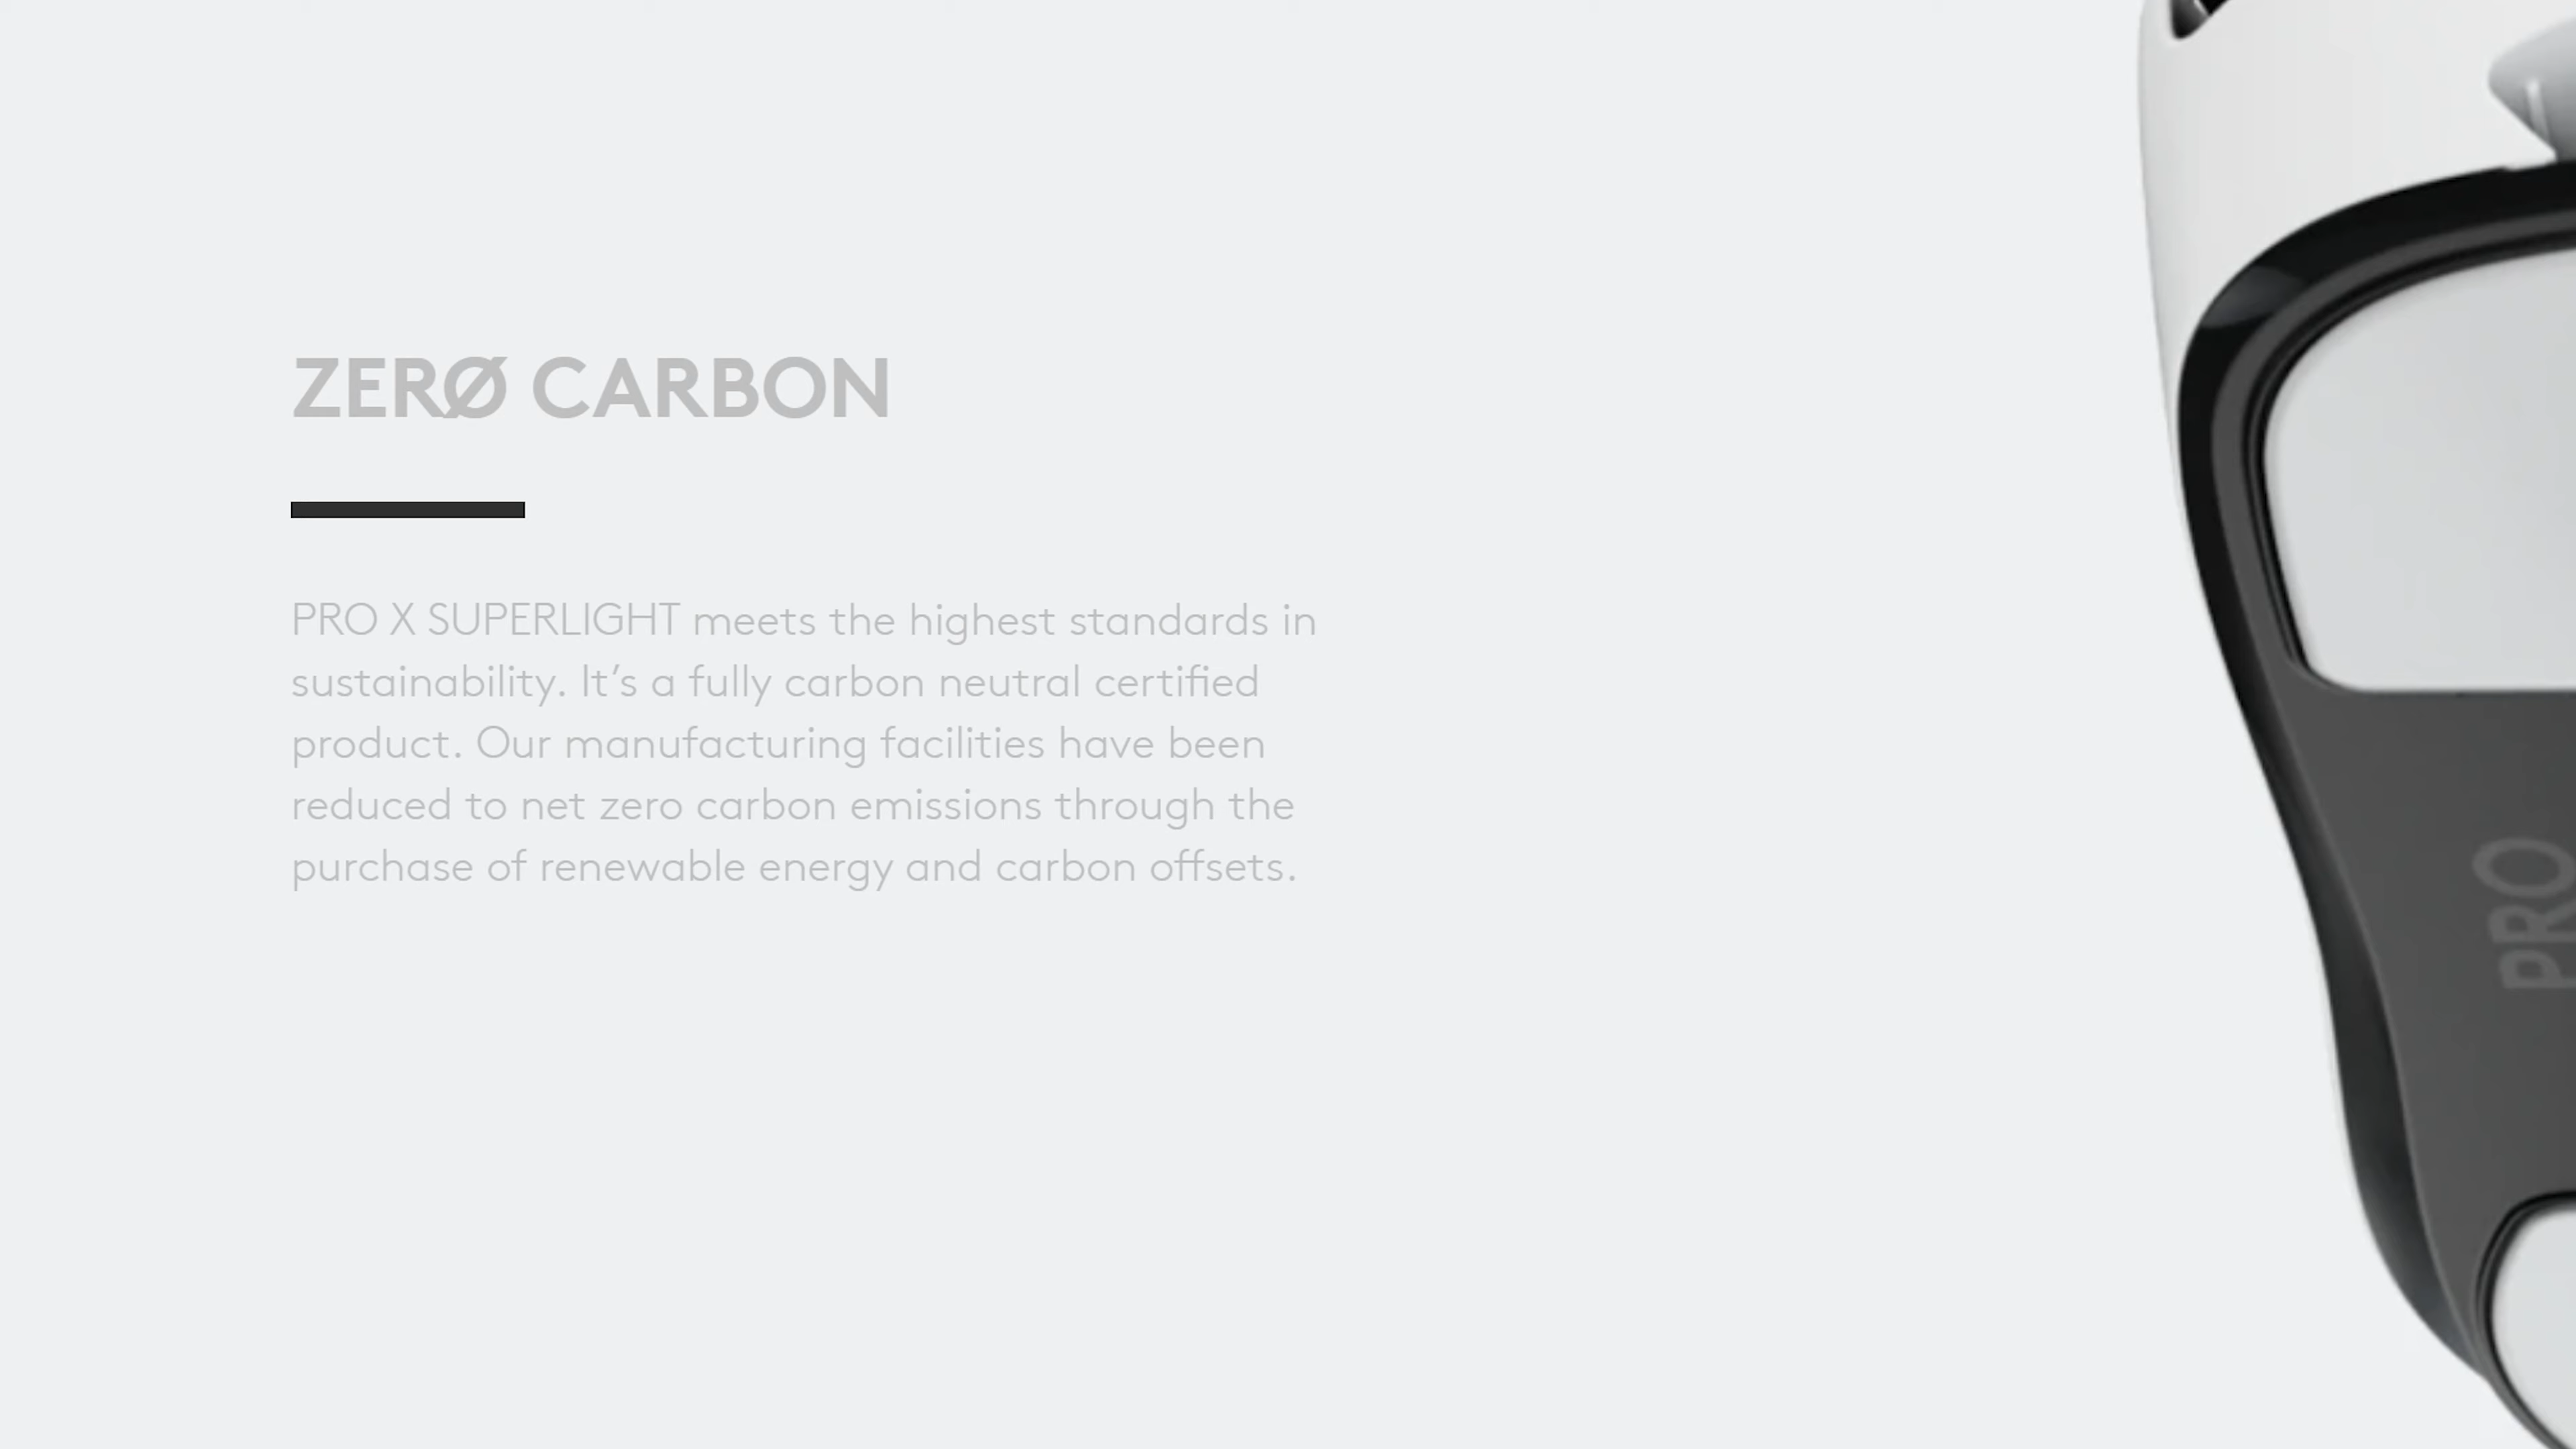 ZERØ CARBON
PRO X SUPERLIGHT meets the highest standards in
sustainability. It’s a fully carbon neutral certified
product. Our manufacturing facilities have been
reduced to net zero carbon emissions through the
purchase of renewable energy and carbon offsets.
PRO